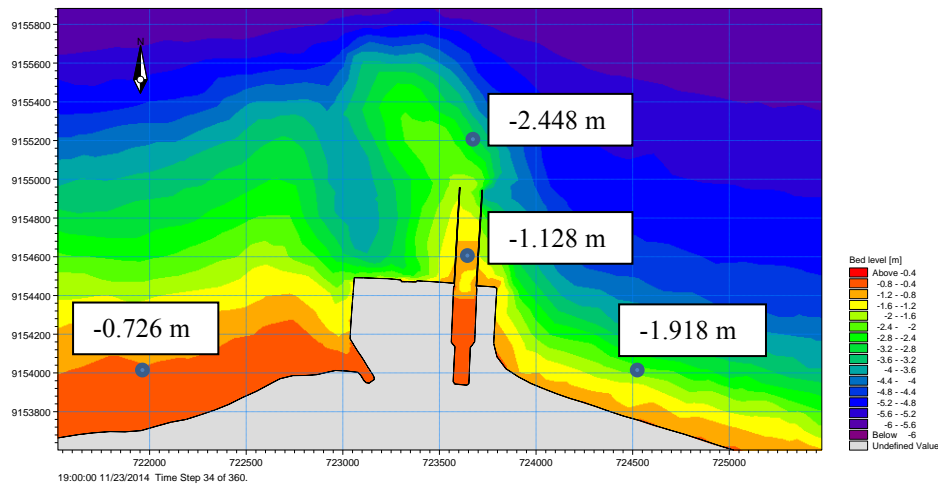 9155800
9155600
9155400
9155200
9155000
9154800
9154600
9154400
9154200
9154000
9153800
N
-2.448 m
-1.128 m
-0.726 m
-1.918 m
722000 722500 723000 723500 724000 724500 725000
19:00:00 11/23/2014 Time Step 34 of 360.
Bed level [m]
Above -0.4
-0.8 - -0.4
-1.2 - -0.8
-1.6 - -1.2
-2 - -1.6
-2.4 - -2
-2.8 - -2.4
-3.2 - -2.8
-3.6 - -3.2
-4 - -3.6
-4.4 - -4
-4.8 - -4.4
-5.2 - -4.8
-5.6 - -5.2
-6 - -5.6
Below -6
Undefined Value